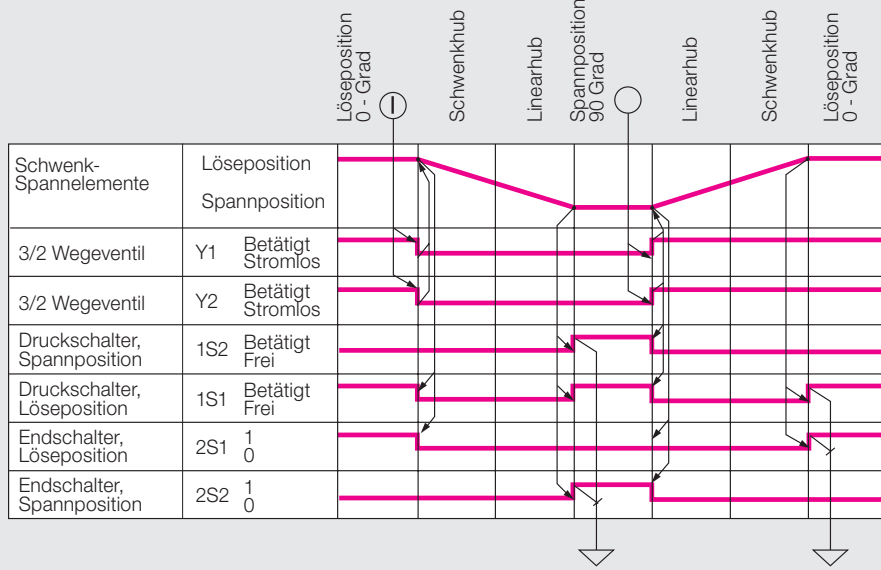 Löseposition
0 - Grad
Schwenkhub
Linearhub
Spannposition
90 Grad
Linearhub
Schwenkhub
Löseposition
0 - Grad
Schwenk-
Spannelemente
Löseposition
Spannposition
3/2 Wegeventil Y1 Betätigt
Stromlos
3/2 Wegeventil Y2 Betätigt
Stromlos
Druckschalter,
Spannposition
1S2 Betätigt
Frei
Druckschalter,
Löseposition
1S1 Betätigt
Frei
Endschalter,
Löseposition
2S1 1
0
Endschalter,
Spannposition
2S2 1
0